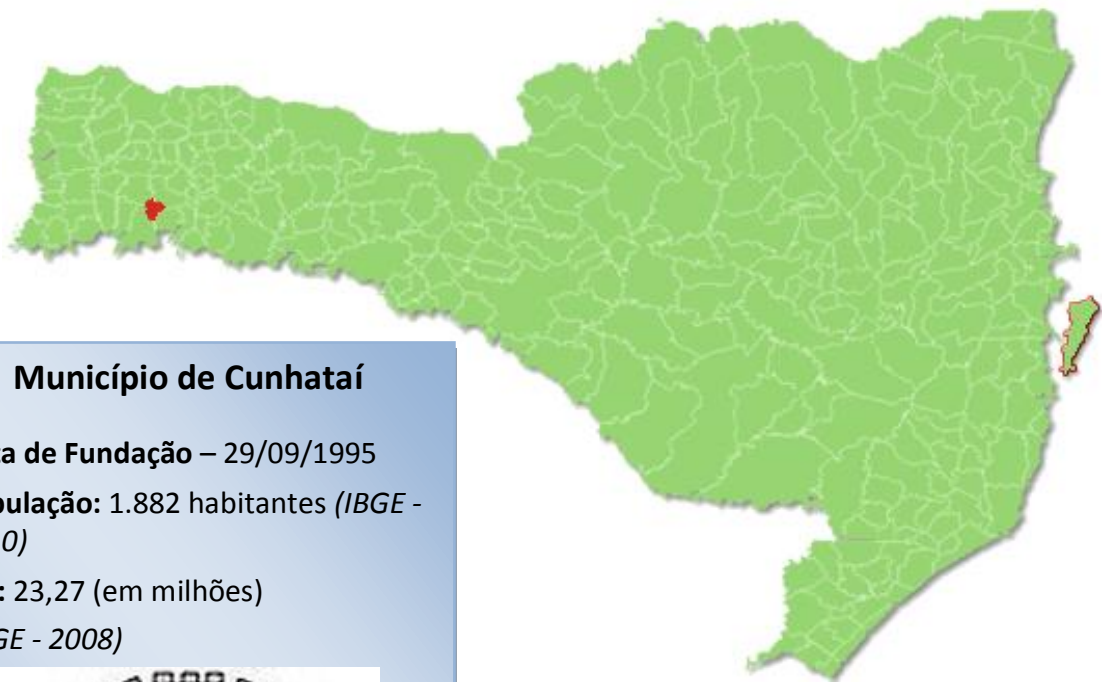 Município de Cunhataí
ta de Fundação – 29/09/1995
pulação: 1.882 habitantes (IBGE -
0)
: 23,27 (em milhões)
GE - 2008)